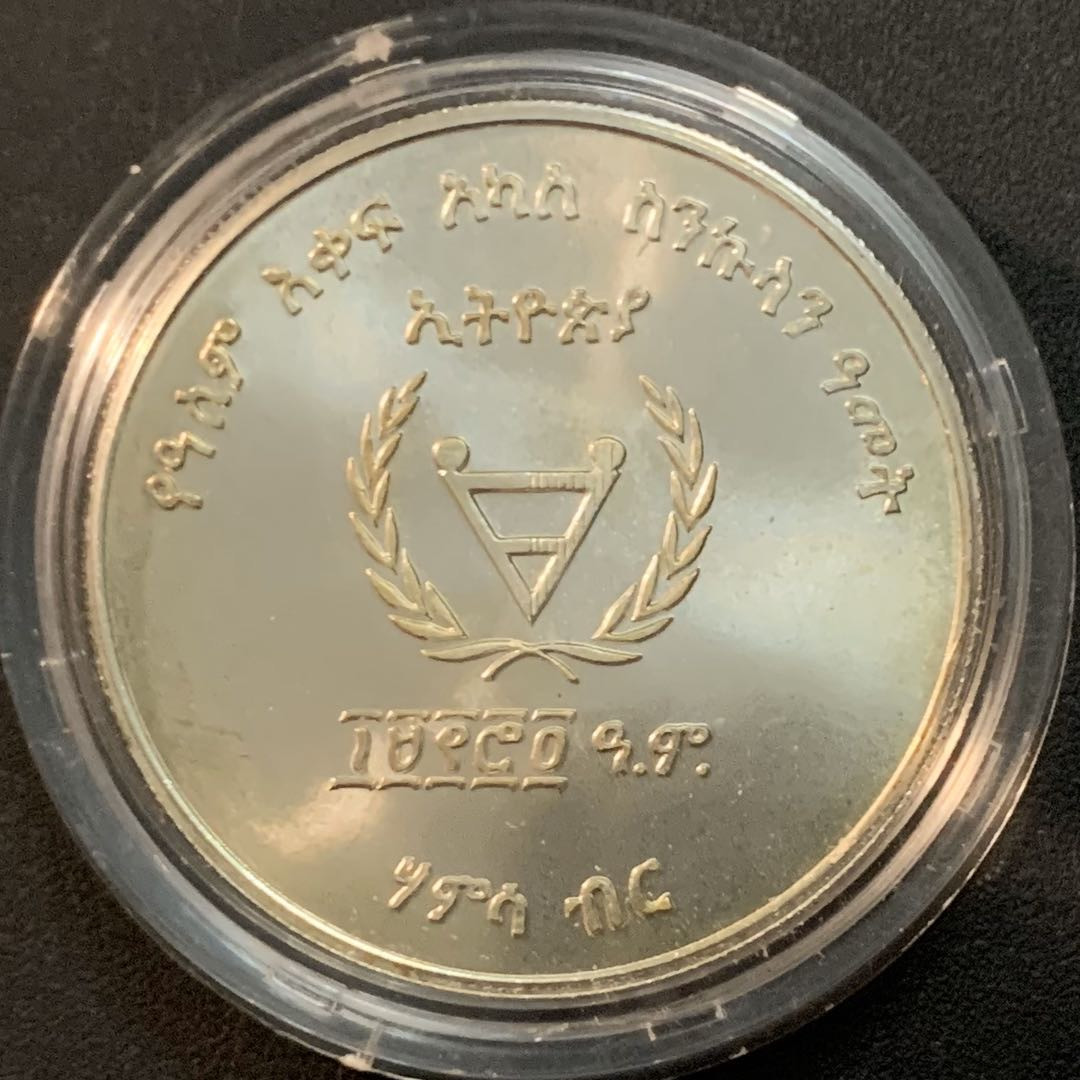 የዓለም አቀፍ አካለ ስንኩላን ዓመት
ኢትዮጵያ
፲፱፻፸፬ ዓ.ም.
ሃምሳ ብር